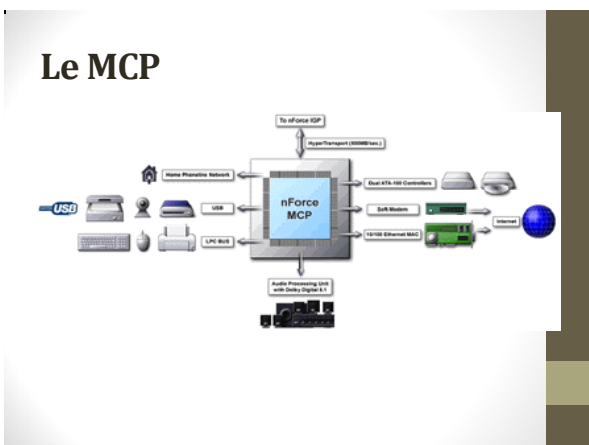 Le MCP
To nForce IGP
HyperTransport (800MB/sec.)
Home Phoneline Network
Dual ATA-100 Controllers
USB
USB
nForce
MCP
Soft Modem
Internet
LPC BUS
10/100 Ethernet MAC
Audio Processing Unit
with Dolby Digital 5.1